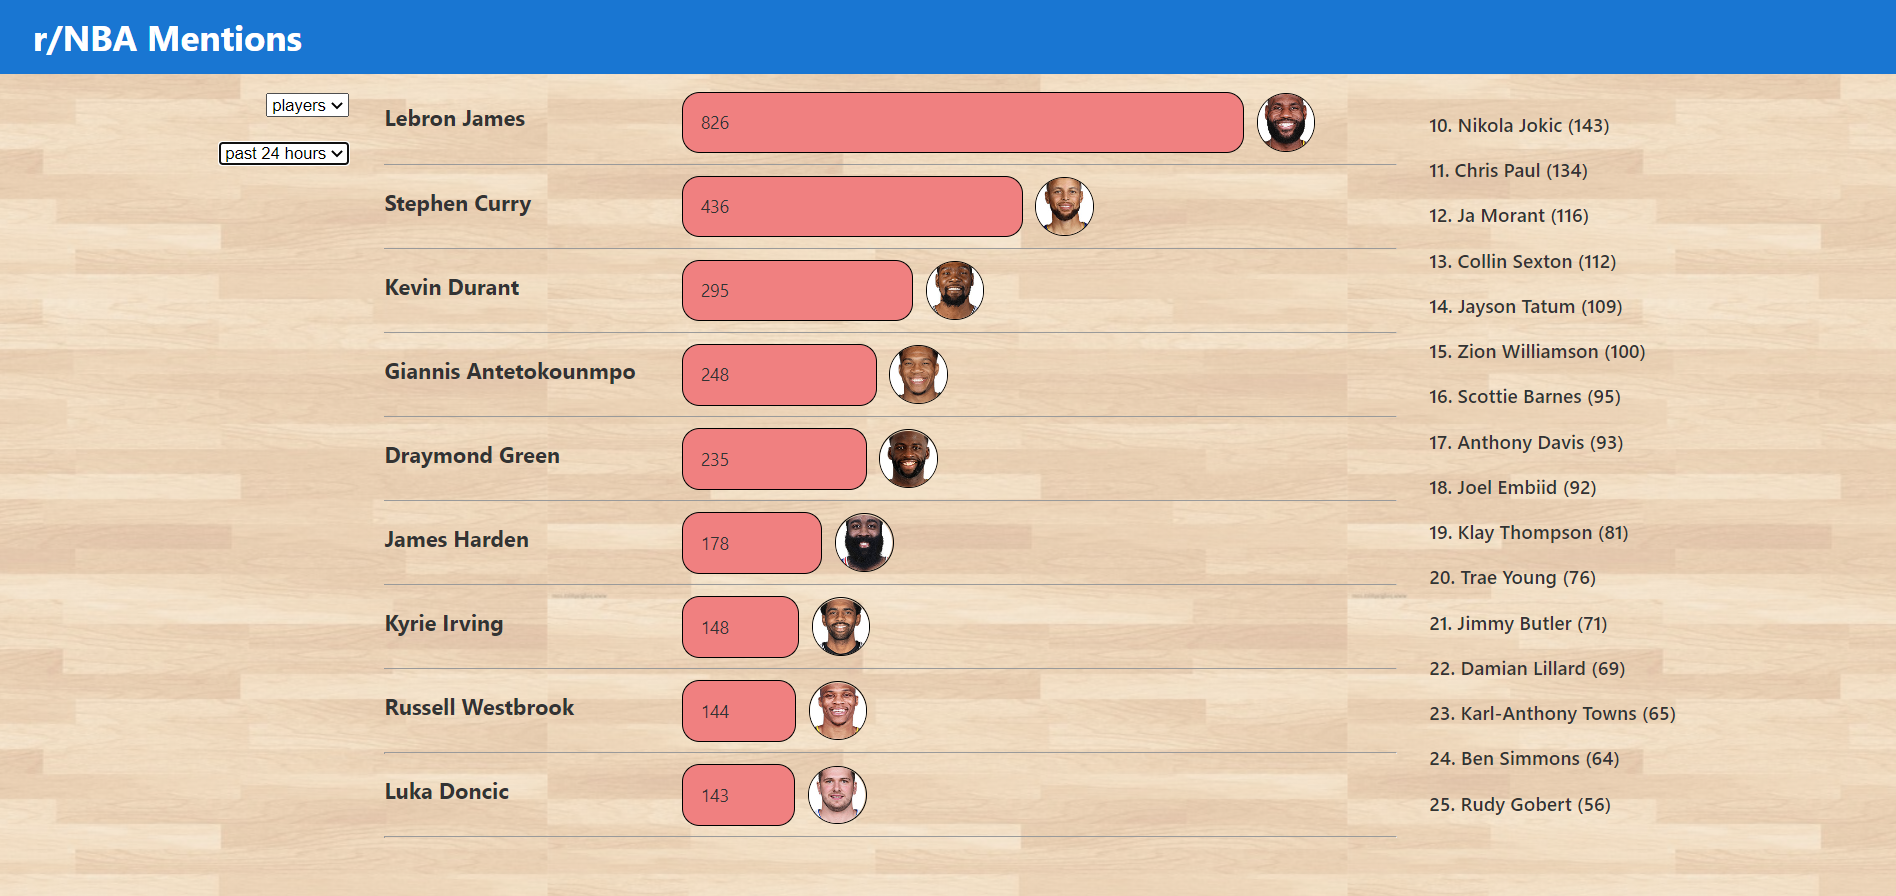 r/NBA Mentions
players
past 24 hours
Lebron James
826
Stephen Curry
436
Kevin Durant
295
Giannis Antetokounmpo
248
Draymond Green
235
James Harden
178
Kyrie Irving
148
Russell Westbrook
144
Luka Doncic
143
10. Nikola Jokic (143)
11. Chris Paul (134)
12. Ja Morant (116)
13. Collin Sexton (112)
14. Jayson Tatum (109)
15. Zion Williamson (100)
16. Scottie Barnes (95)
17. Anthony Davis (93)
18. Joel Embiid (92)
19. Klay Thompson (81)
20. Trae Young (76)
21. Jimmy Butler (71)
22. Damian Lillard (69)
23. Karl-Anthony Towns (65)
24. Ben Simmons (64)
25. Rudy Gobert (56)